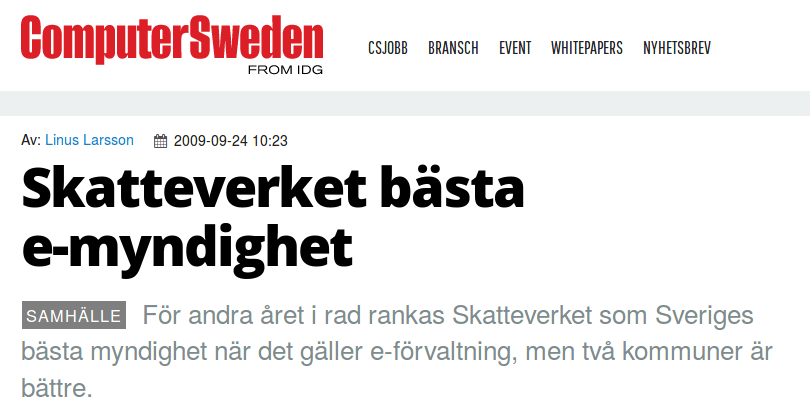 ComputerSweden
FROM IDG
CSJOBB BRANSCH EVENT WHITEPAPERS NYHETSBREV
Av: Linus Larsson 2009-09-24 10:23
Skatteverket bästa
e-myndighet
SAMHÄLLE För andra året i rad rankas Skatteverket som Sveriges
bästa myndighet när det gäller e-förvaltning, men två kommuner är
bättre.